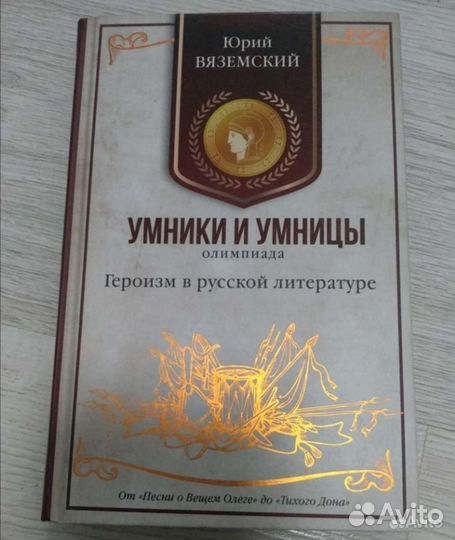 Юрий
ВЯЗЕМСКИЙ
УМНИКИ И УМНИЦЫ
олимпиада
Героизм в русской литературе
От «Песни о Вещем Олеге» до «Тихого Дона»
Avito